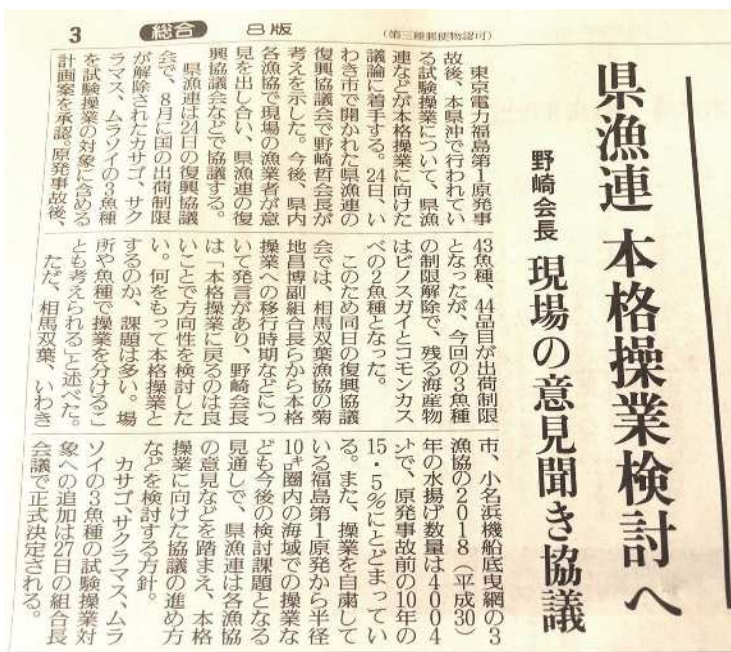 3 総合 8版 (第三種郵便物認可)
県漁連 本格操業検討へ
野崎会長 現場の意見聞き協議
東京電力福島第1原発事
故後、本県沖で行われてい
る試験操業について、県漁
連などが本格操業に向けた
議論に着手する。24日、い
わき市で開かれた県漁連の
復興協議会で野崎哲会長が
考えを示した。今後、県内
各漁協で現場の漁業者が意
見を出し合い、県漁連の復
興協議会などで協議する。
県漁連は24日の復興協議
会で、8月に国の出荷制限
が解除されたカサゴ、サク
ラマス、ムラソイの3魚種
を試験操業の対象に含める
計画案を承認。原発事故後、
43魚種、44品目が出荷制限
となったが、今回の3魚種
の制限解除で、残る海産物
はビノスガイとコモンカス
ベの2魚種となった。
このため同日の復興協議
会では、相馬双葉漁協の菊
地昌博副組合長らから本格
操業への移行時期などにつ
いて発言があり、野崎会長
は「本格操業に戻るのは良
いことで方向性を検討した
い。何をもって本格操業と
するのか、課題は多い。場
所や魚種で操業を分けるこ
とも考えられる」と述べた。
ただ、相馬双葉、いわき
市、小名浜機船底曳網の3
漁協の2018(平成30)
年の水揚げ数量は4004
㌧で、原発事故前の10年の
15・5%にとどまってい
る。また、操業を自粛して
いる福島第1原発から半径
10㌔圏内の海域での操業な
ども今後の検討課題となる
見通しで、県漁連は各漁協
の意見などを踏まえ、本格
操業に向けた協議の進め方
などを検討する方針。
カサゴ、サクラマス、ムラ
ソイの3魚種の試験操業対
象への追加は27日の組合長
会議で正式決定される。